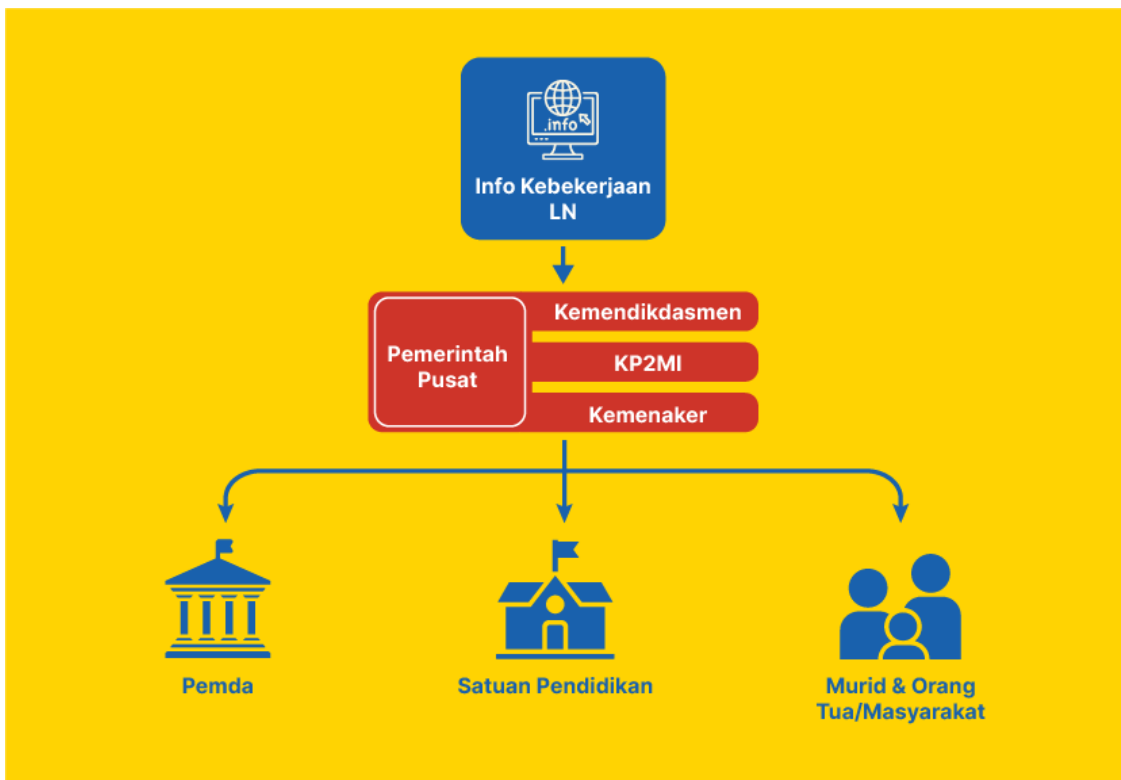 .info
Info Kebekerjaan
LN
Pemerintah
Pusat
Kemendikdasmen
KP2MI
Kemenaker
Pemda
Satuan Pendidikan
Murid & Orang
Tua/Masyarakat